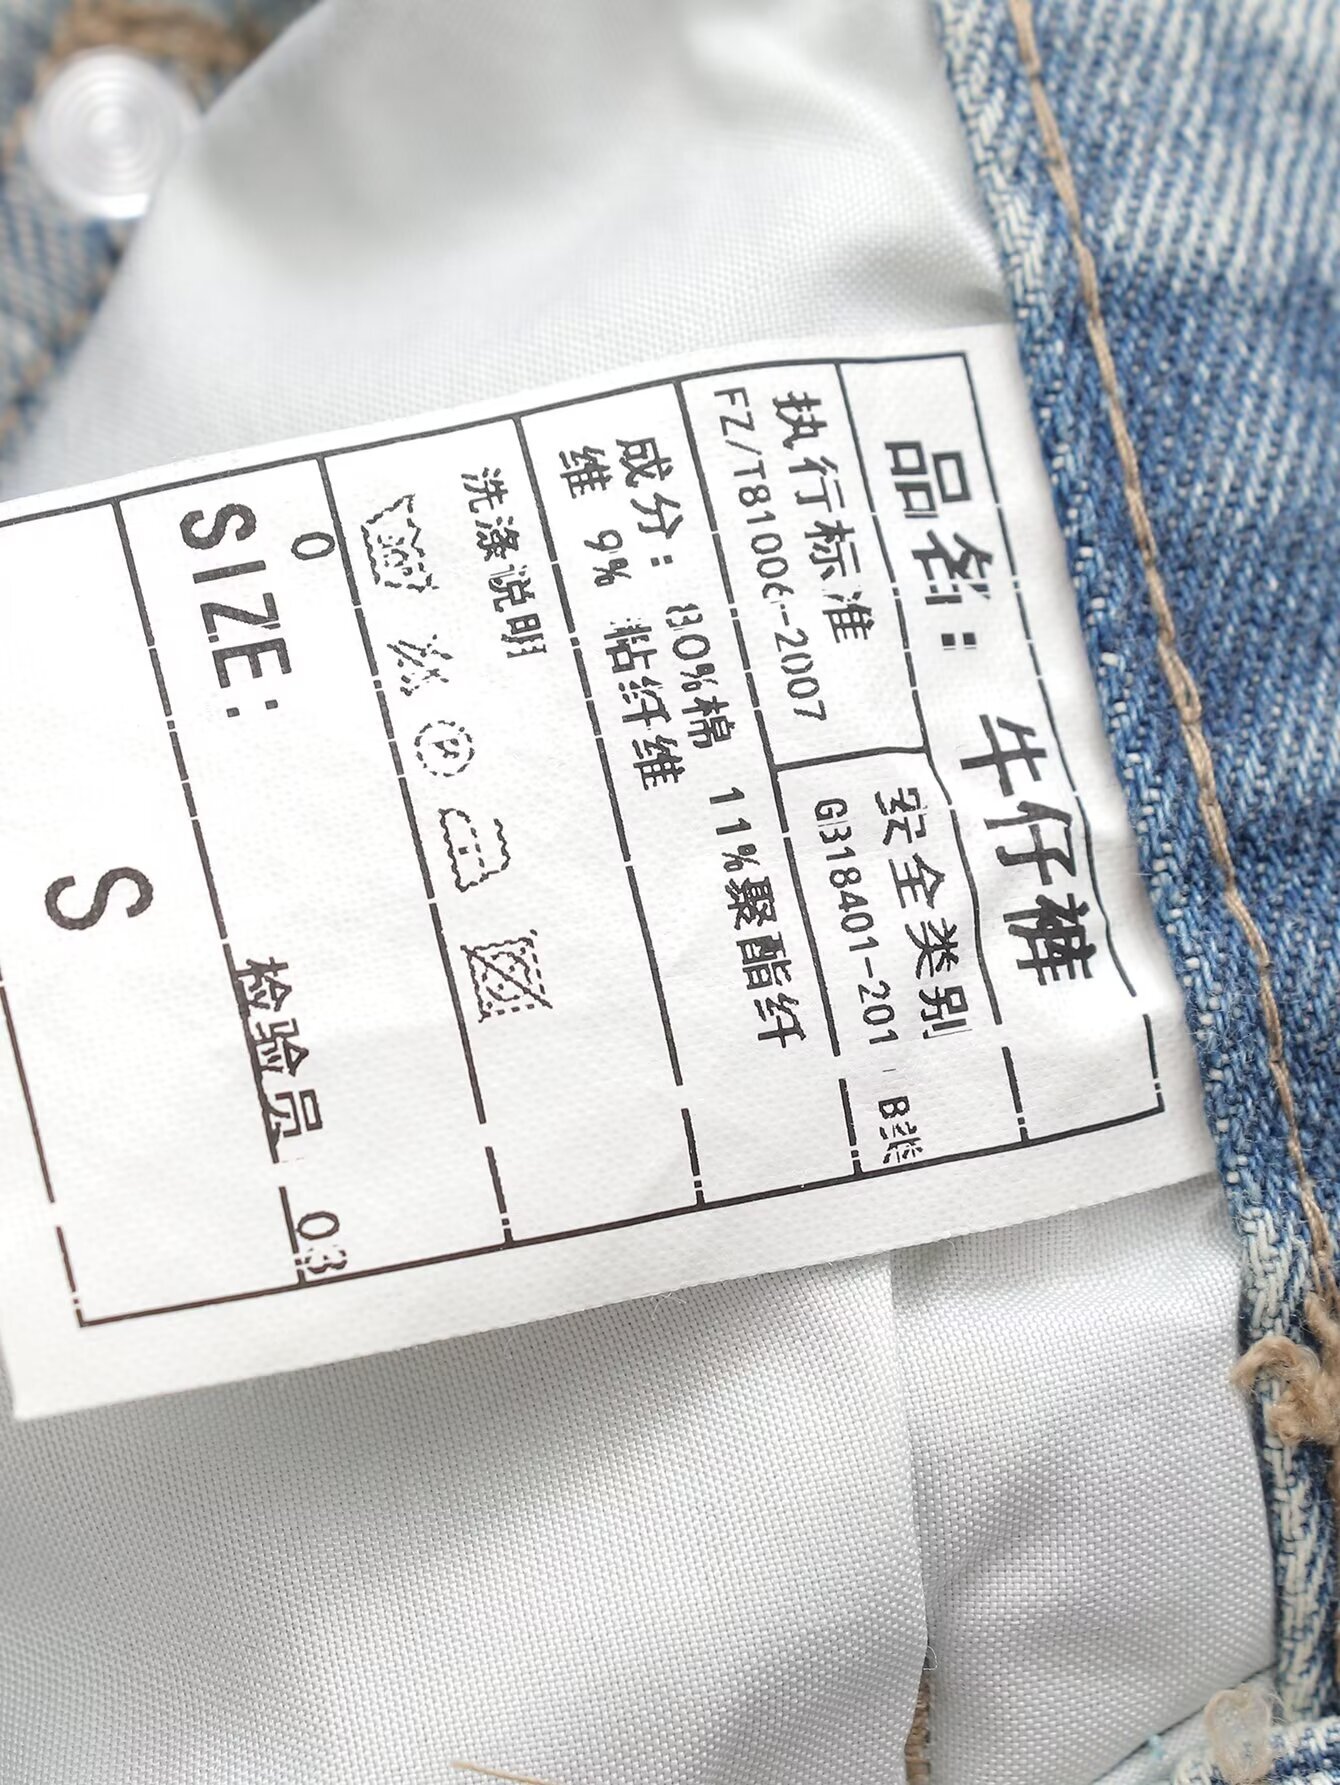 品名：牛仔裤
执行标准
FZ/T81006-2007
安全类别
GB18401-201 B类
成分：80%棉 11%聚酯纤
维 9% 粘纤维
洗涤说明
0
SIZE:
检验员 03
S